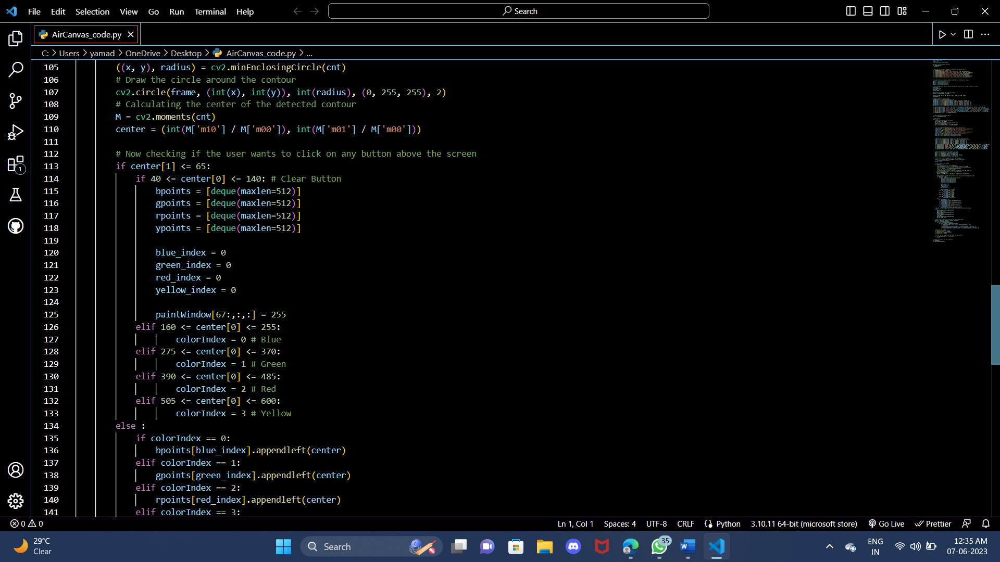 File Edit Selection View Go Run Terminal Help Search
AirCanvas_code.py
C: > Users > yamad > OneDrive > Desktop > AirCanvas_code.py > ...
105 ((x, y), radius) = cv2.minEnclosingCircle(cnt)
106 # Draw the circle around the contour
107 cv2.circle(frame, (int(x), int(y)), int(radius), (0, 255, 255), 2)
108 # Calculating the center of the detected contour
109 M = cv2.moments(cnt)
110 center = (int(M['m10'] / M['m00']), int(M['m01'] / M['m00']))
111
112 # Now checking if the user wants to click on any button above the screen
113 if center[1] <= 65:
114 if 40 <= center[0] <= 140: # Clear Button
115 bpoints = [deque(maxlen=512)]
116 gpoints = [deque(maxlen=512)]
117 rpoints = [deque(maxlen=512)]
118 ypoints = [deque(maxlen=512)]
119
120 blue_index = 0
121 green_index = 0
122 red_index = 0
123 yellow_index = 0
124
125 paintWindow[67:,:,:] = 255
126 elif 160 <= center[0] <= 255:
127 colorIndex = 0 # Blue
128 elif 275 <= center[0] <= 370:
129 colorIndex = 1 # Green
130 elif 390 <= center[0] <= 485:
131 colorIndex = 2 # Red
132 elif 505 <= center[0] <= 600:
133 colorIndex = 3 # Yellow
134 else :
135 if colorIndex == 0:
136 bpoints[blue_index].appendleft(center)
137 elif colorIndex == 1:
138 gpoints[green_index].appendleft(center)
139 elif colorIndex == 2:
140 rpoints[red_index].appendleft(center)
141 elif colorIndex == 3:
1
0 0 Ln 1, Col 1 Spaces: 4 UTF-8 CRLF Python 3.10.11 64-bit (microsoft store) Go Live Prettier
29°C
Clear
Search
35
ENG
IN
12:35 AM
07-06-2023